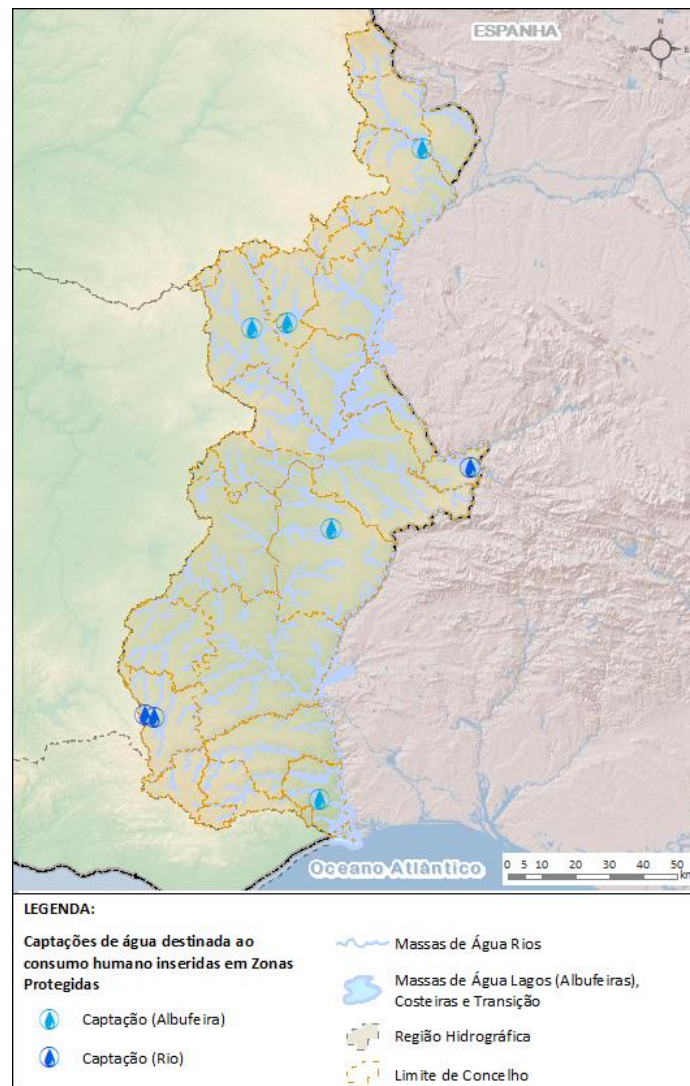 ESPANHA
N
E
S
Oceano Atlântico
0 5 10 20 30 40 50
km
LEGENDA:
Captações de água destinada ao
consumo humano inseridas em Zonas
Protegidas
Captação (Albufeira)
Captação (Rio)
Massas de Água Rios
Massas de Água Lagos (Albufeiras),
Costeiras e Transição
Região Hidrográfica
Limite de Concelho